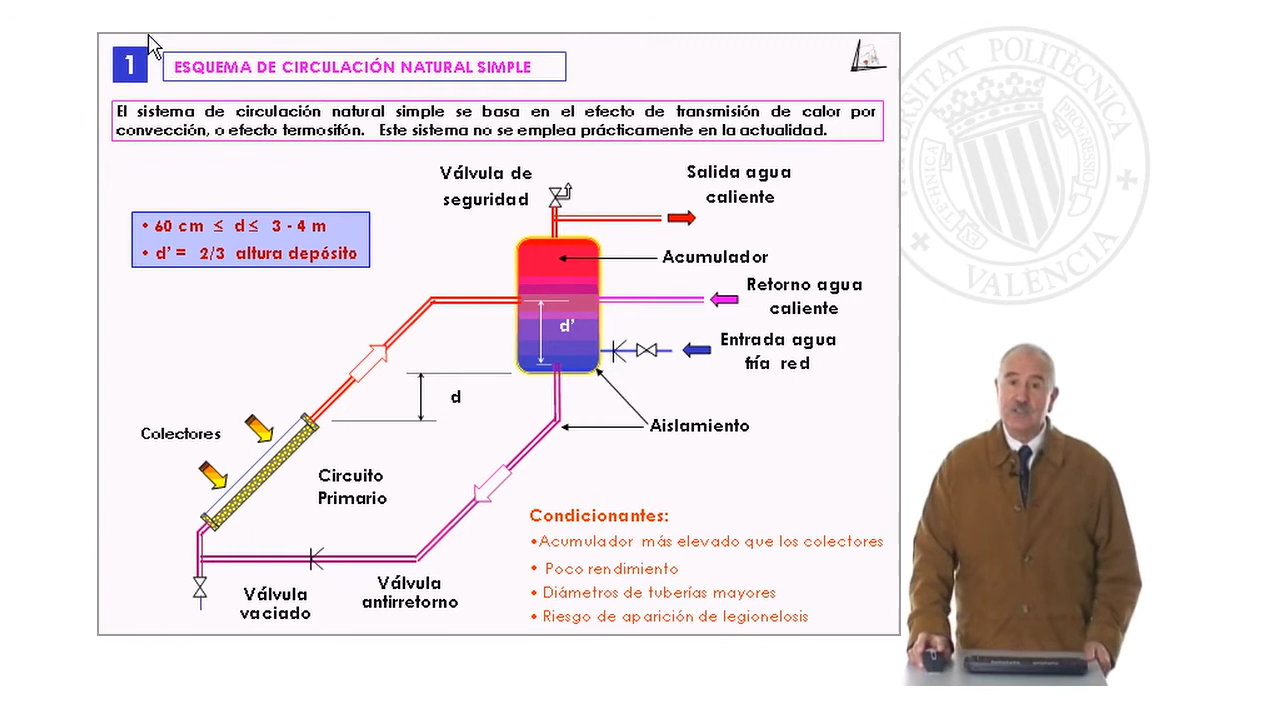 1
ESQUEMA DE CIRCULACIÓN NATURAL SIMPLE
El sistema de circulación natural simple se basa en el efecto de transmisión de calor por
convección, o efecto termosifón. Este sistema no se emplea prácticamente en la actualidad.
• 60 cm ≤ d ≤ 3 - 4 m
• d' = 2/3 altura depósito
Válvula de
seguridad
Salida agua
caliente
Acumulador
Retorno agua
caliente
d'
Entrada agua
fría red
d
Aislamiento
Colectores
Circuito
Primario
Válvula
vaciado
Válvula
antirretorno
Condicionantes:
•Acumulador más elevado que los colectores
• Poco rendimiento
• Diámetros de tuberías mayores
• Riesgo de aparición de legionelosis
POLITÈCNICA
VALÈNCIA